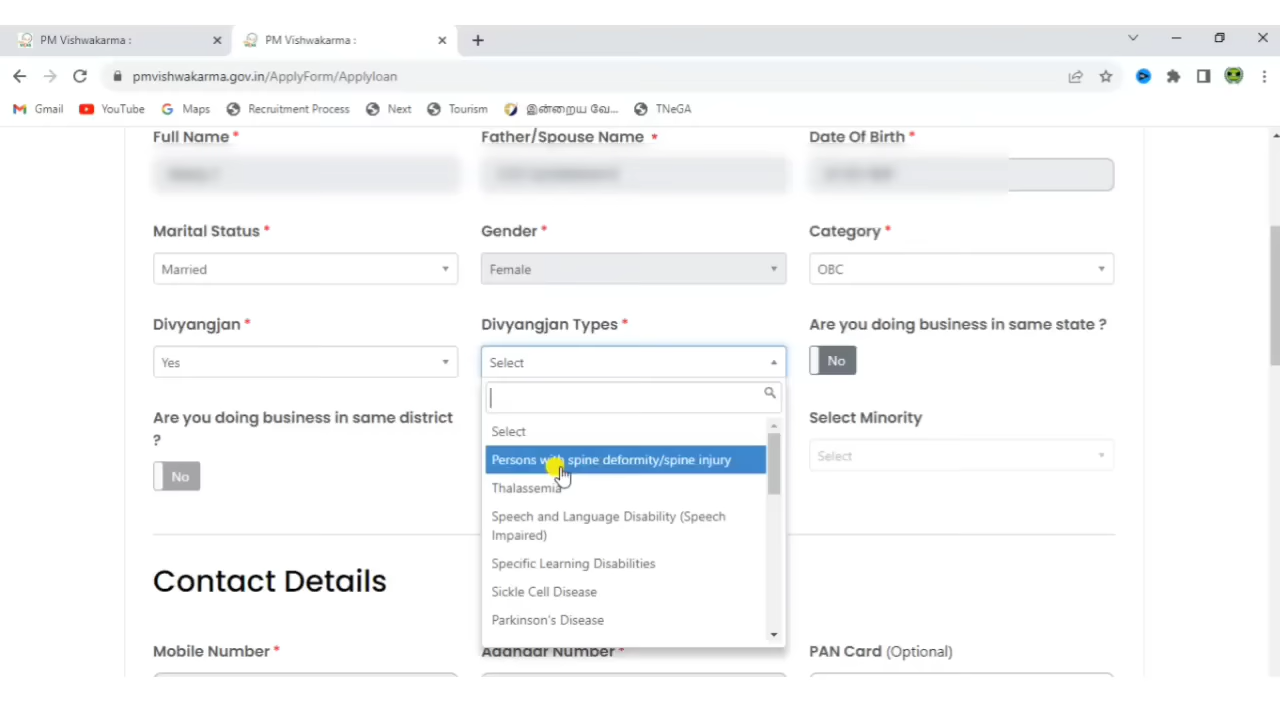 PM Vishwakarma :
PM Vishwakarma :
pmvishwakarma.gov.in/ApplyForm/Applyloan
Gmail YouTube Maps Recruitment Process Next Tourism இன்றைய வே... TNeGA
Full Name * Father/Spouse Name * Date Of Birth *
Marital Status * Gender * Category *
Married Female OBC
Divyangjan * Divyangjan Types * Are you doing business in same state ?
Yes Select No
Are you doing business in same district
?
Select Minority
No
Select
Select
Persons with spine deformity/spine injury
Thalassemia
Speech and Language Disability (Speech
Impaired)
Specific Learning Disabilities
Sickle Cell Disease
Parkinson's Disease
Contact Details
Mobile Number * Aadhaar Number * PAN Card (Optional)